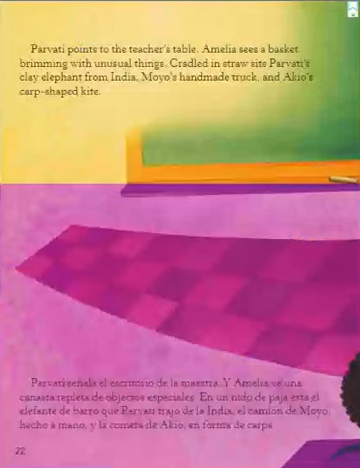 Parvati points to the teacher's table. Amelia sees a basket
brimming with unusual things. Cradled in straw sits Parvati's
clay elephant from India, Moyo's handmade truck, and Akio's
carp-shaped kite.
Parvati señala el escritorio de la maestra. Y Amelia ve una
canasta repleta de objectos especiales. En un nido de paja está el
elefante de barro que Parvati trajo de la India, el camión de Moyo,
hecho a mano, y la cometa de Akio, en forma de carpa.
22